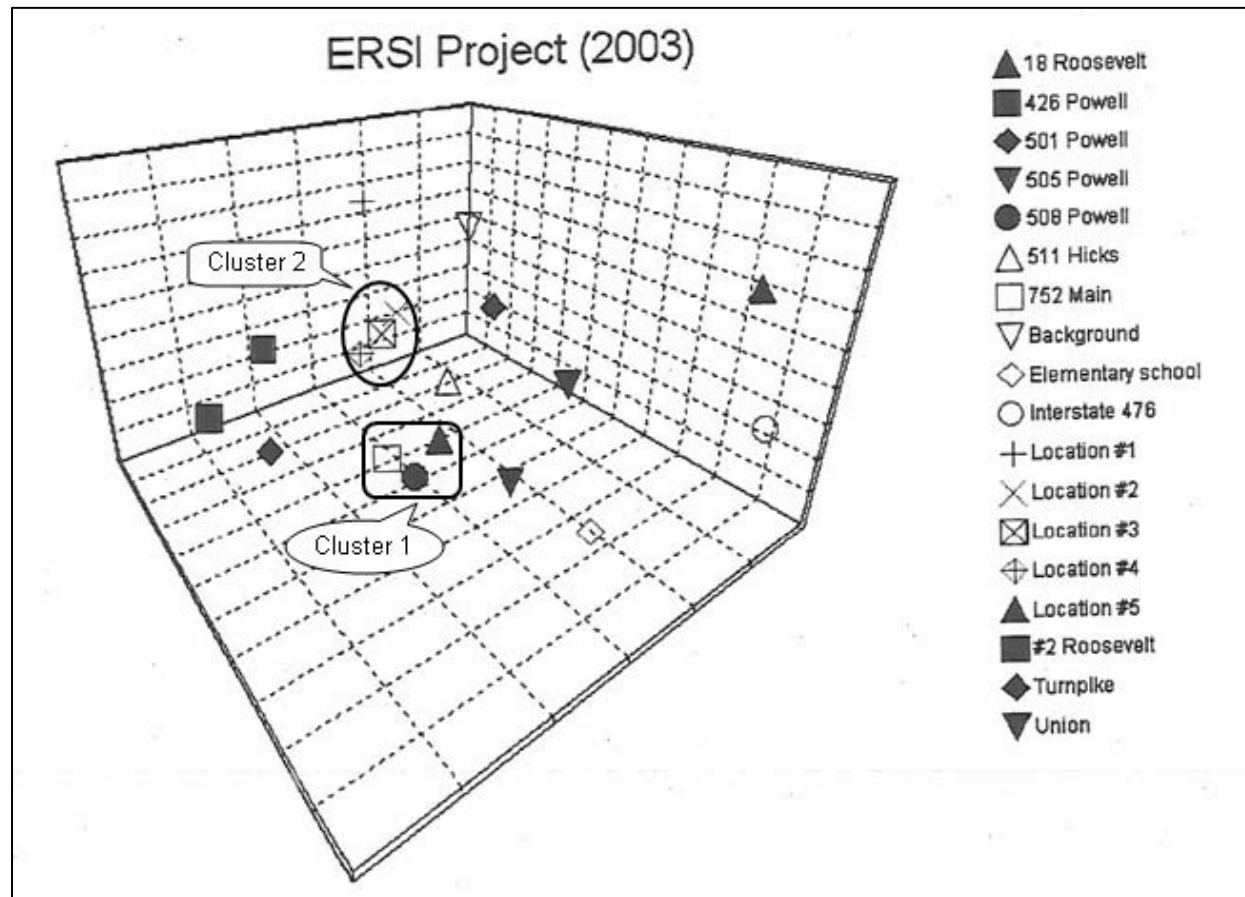 ERSI Project (2003)
Cluster 2
Cluster 1
18 Roosevelt
426 Powell
501 Powell
505 Powell
508 Powell
511 Hicks
752 Main
Background
Elementary school
Interstate 476
Location #1
Location #2
Location #3
Location #4
Location #5
#2 Roosevelt
Turnpike
Union